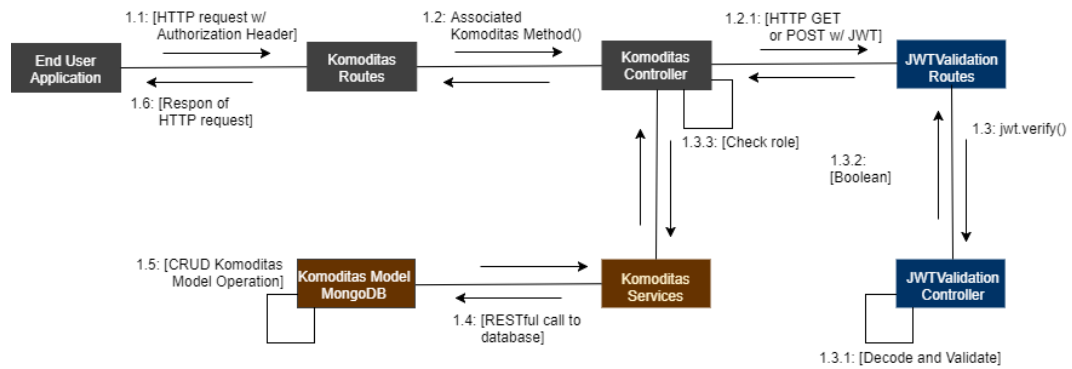 1.1: [HTTP request w/
Authorization Header]
1.2: Associated
Komoditas Method()
1.2.1: [HTTP GET
or POST w/ JWT]
End User
Application
Komoditas
Routes
Komoditas
Controller
JWTValidation
Routes
1.6: [Respon of
HTTP request]
1.3.3: [Check role]
1.3: jwt.verify()
1.3.2:
[Boolean]
1.5: [CRUD Komoditas
Model Operation]
Komoditas Model
MongoDB
Komoditas
Services
JWTValidation
Controller
1.4: [RESTful call to
database]
1.3.1: [Decode and Validate]